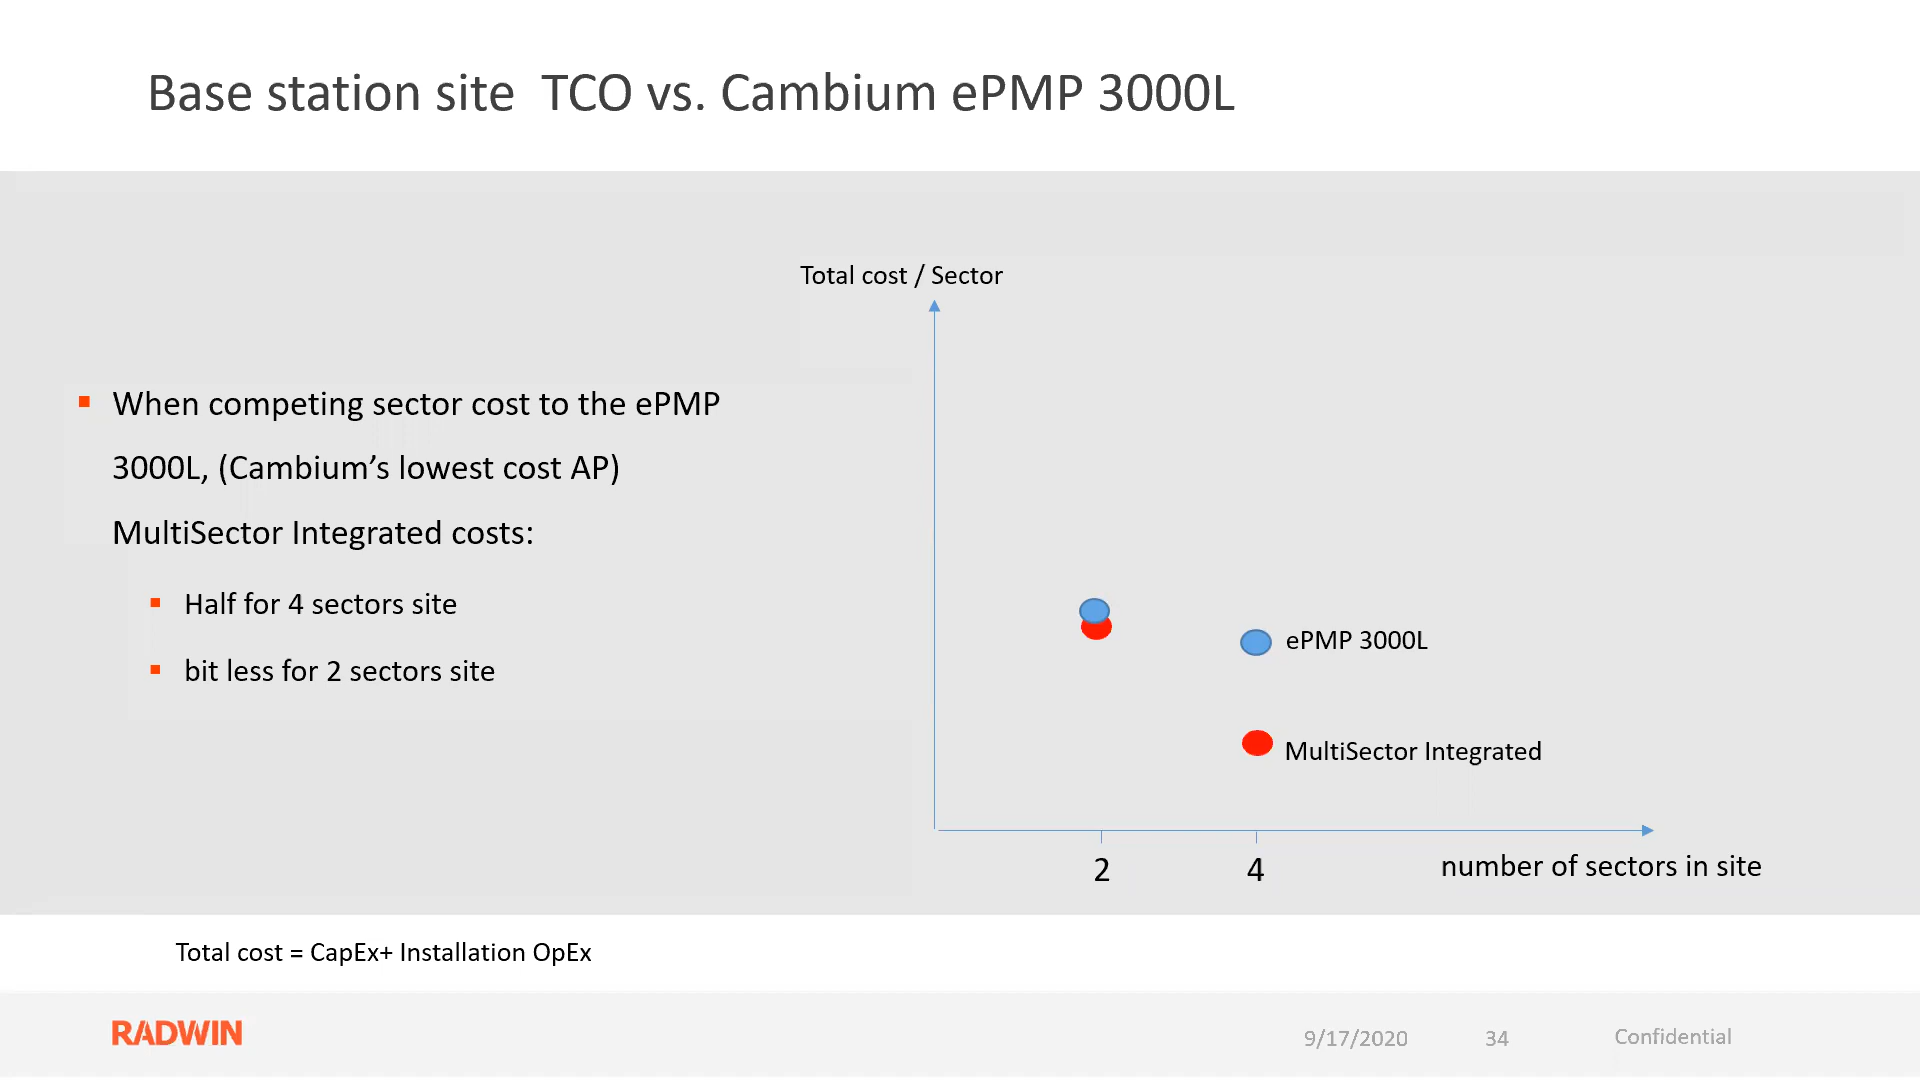 Base station site  TCO vs. Cambium ePMP 3000L
Total cost / Sector
When competing sector cost to the ePMP
3000L, (Cambium’s lowest cost AP)
MultiSector Integrated costs:
Half for 4 sectors site
bit less for 2 sectors site
ePMP 3000L
MultiSector Integrated
2
4
number of sectors in site
Total cost = CapEx+ Installation OpEx
RADWIN
9/17/2020
34
Confidential